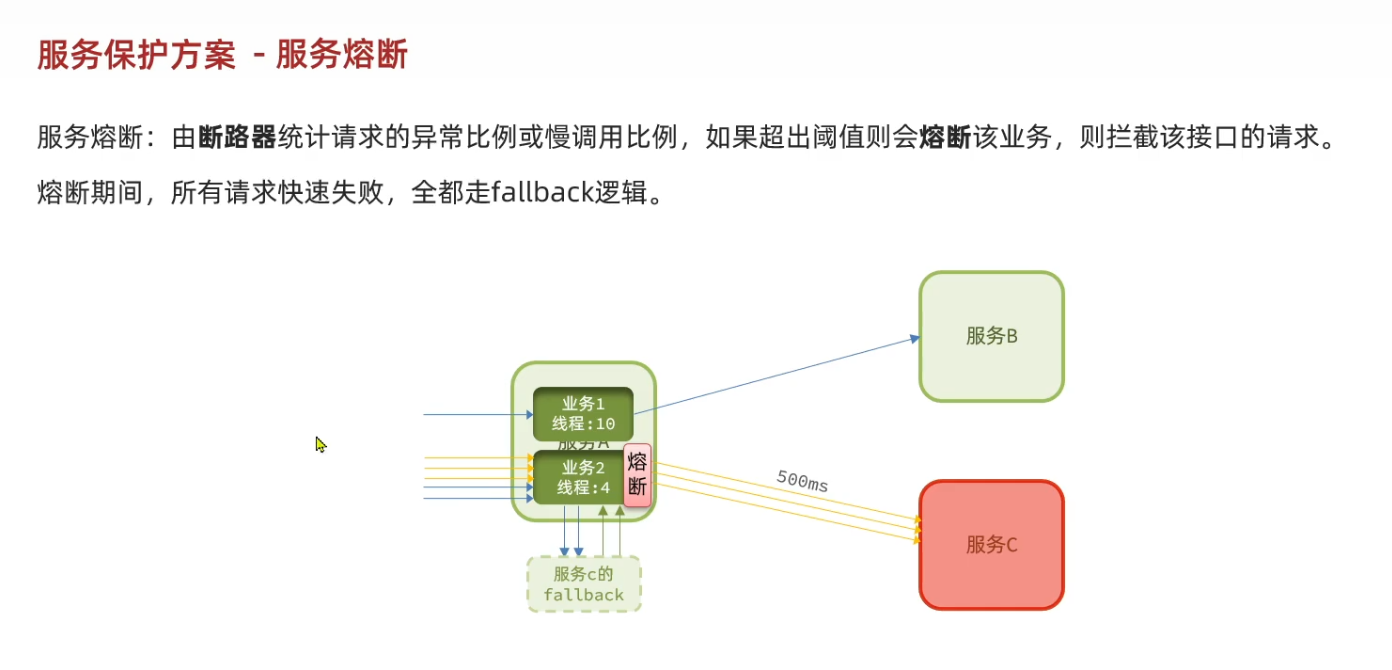 服务保护方案 - 服务熔断
服务熔断：由断路器统计请求的异常比例或慢调用比例，如果超出阈值则会熔断该业务，则拦截该接口的请求。
熔断期间，所有请求快速失败，全都走fallback逻辑。
服务B
业务1
线程:10
服务A
业务2
线程:4
熔
断
500ms
服务C
服务c的
fallback